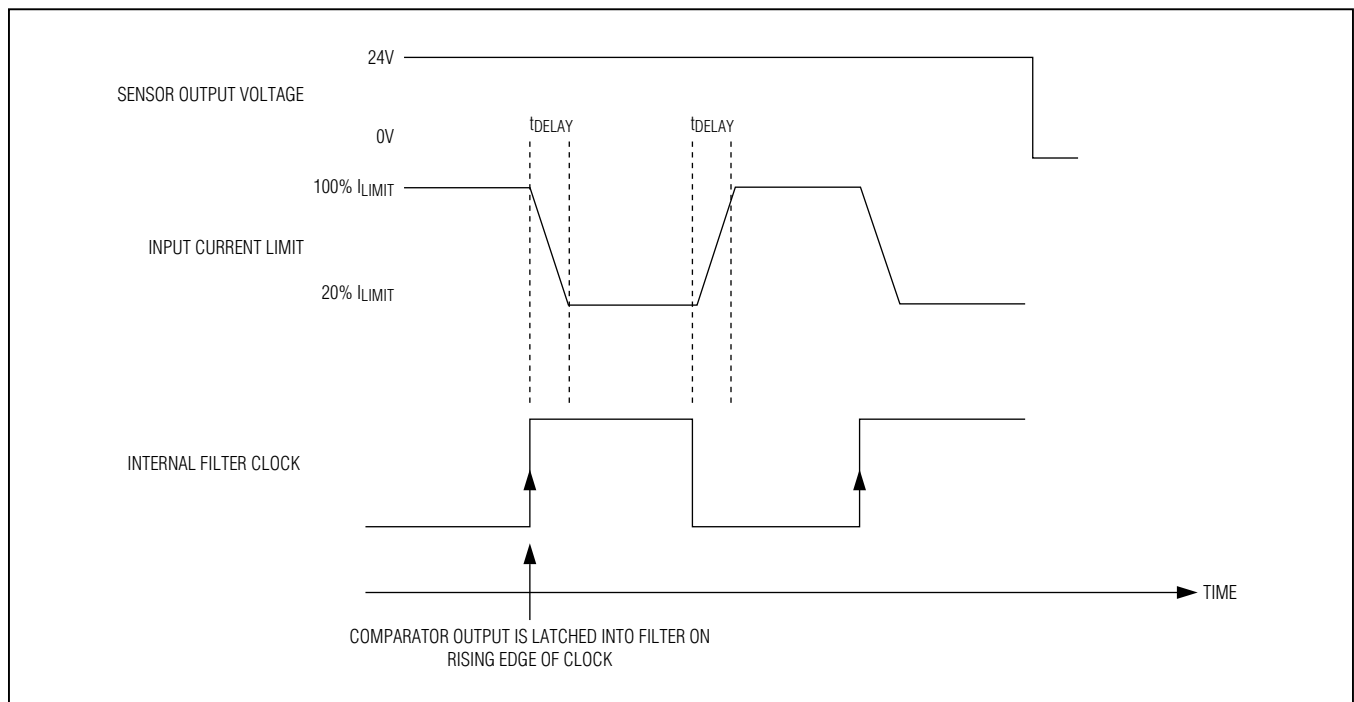 24V
SENSOR OUTPUT VOLTAGE
0V
tDELAY
tDELAY
100% ILIMIT
INPUT CURRENT LIMIT
20% ILIMIT
INTERNAL FILTER CLOCK
TIME
COMPARATOR OUTPUT IS LATCHED INTO FILTER ON
RISING EDGE OF CLOCK